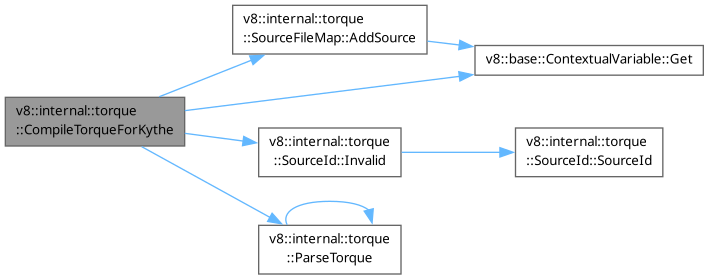 v8::internal::torque
::SourceFileMap::AddSource
v8::base::ContextualVariable::Get
v8::internal::torque
::CompileTorqueForKythe
v8::internal::torque
::SourceId::Invalid
v8::internal::torque
::SourceId::SourceId
v8::internal::torque
::ParseTorque